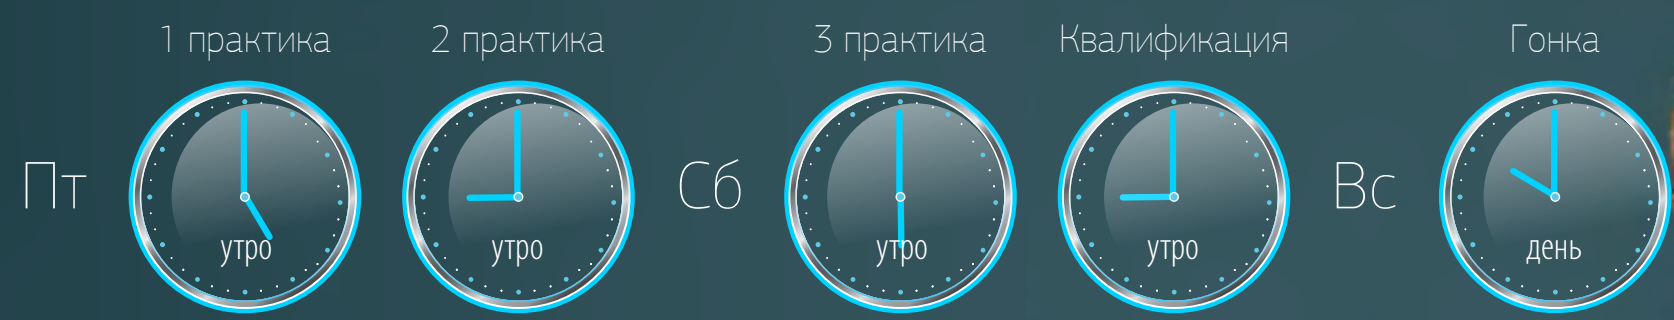 1 практика
2 практика
3 практика
Квалификация
Гонка
Пт
Сб
Вс
утро
утро
утро
утро
день